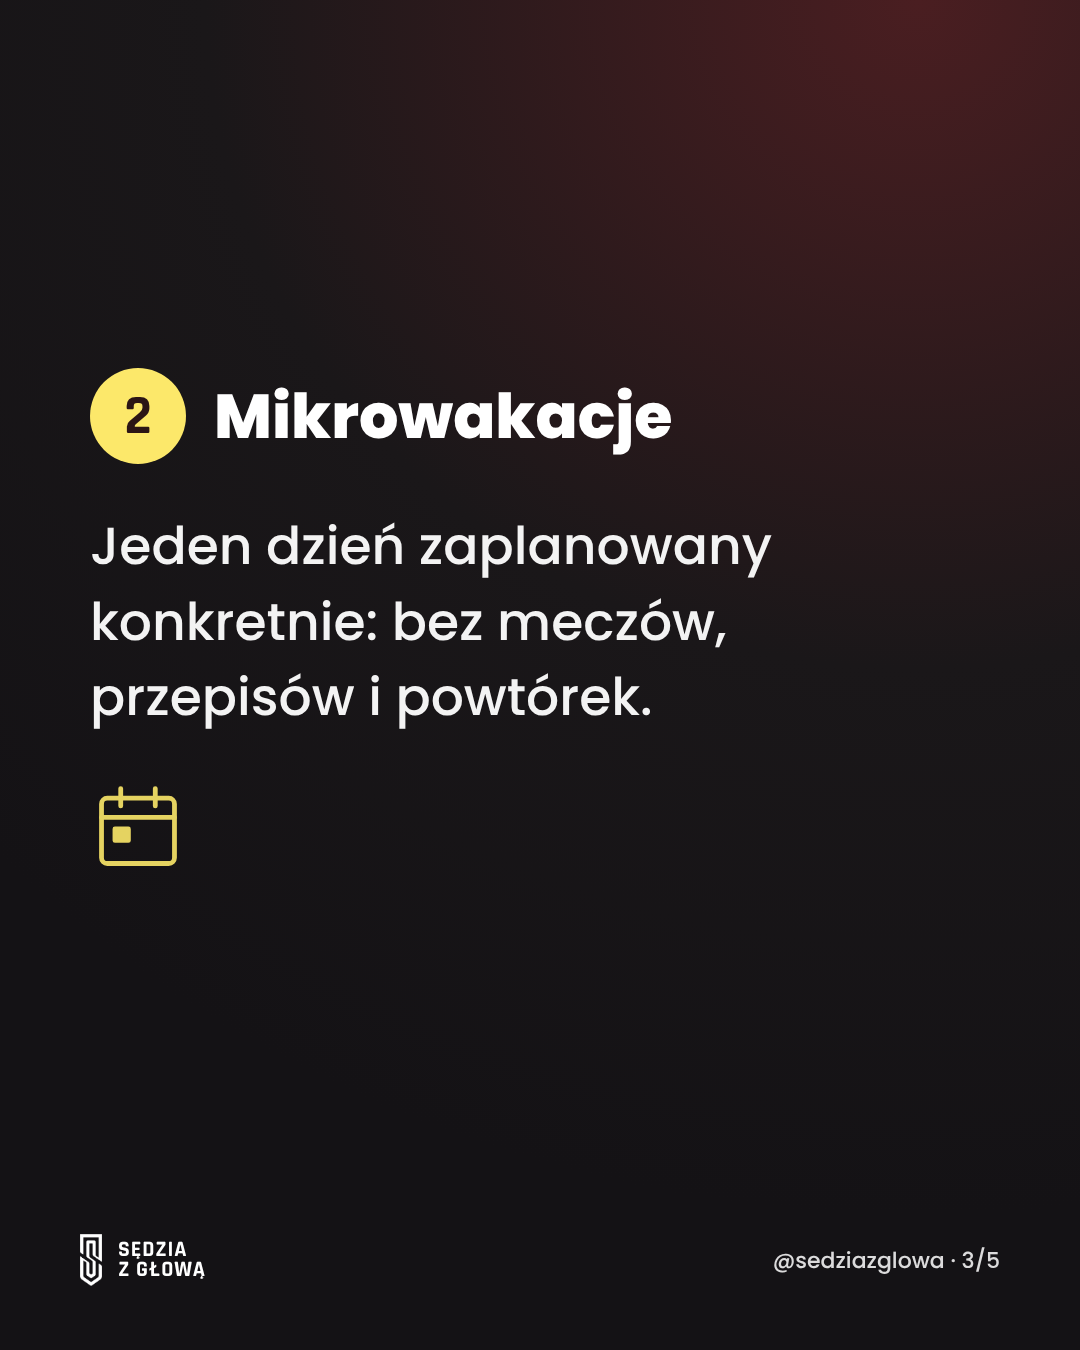 2 Mikrowakacje
Jeden dzień zaplanowany
konkretnie: bez meczów,
przepisów i powtórek.
SĘDZIA
Z GŁOWĄ
@sedziazglowa · 3/5